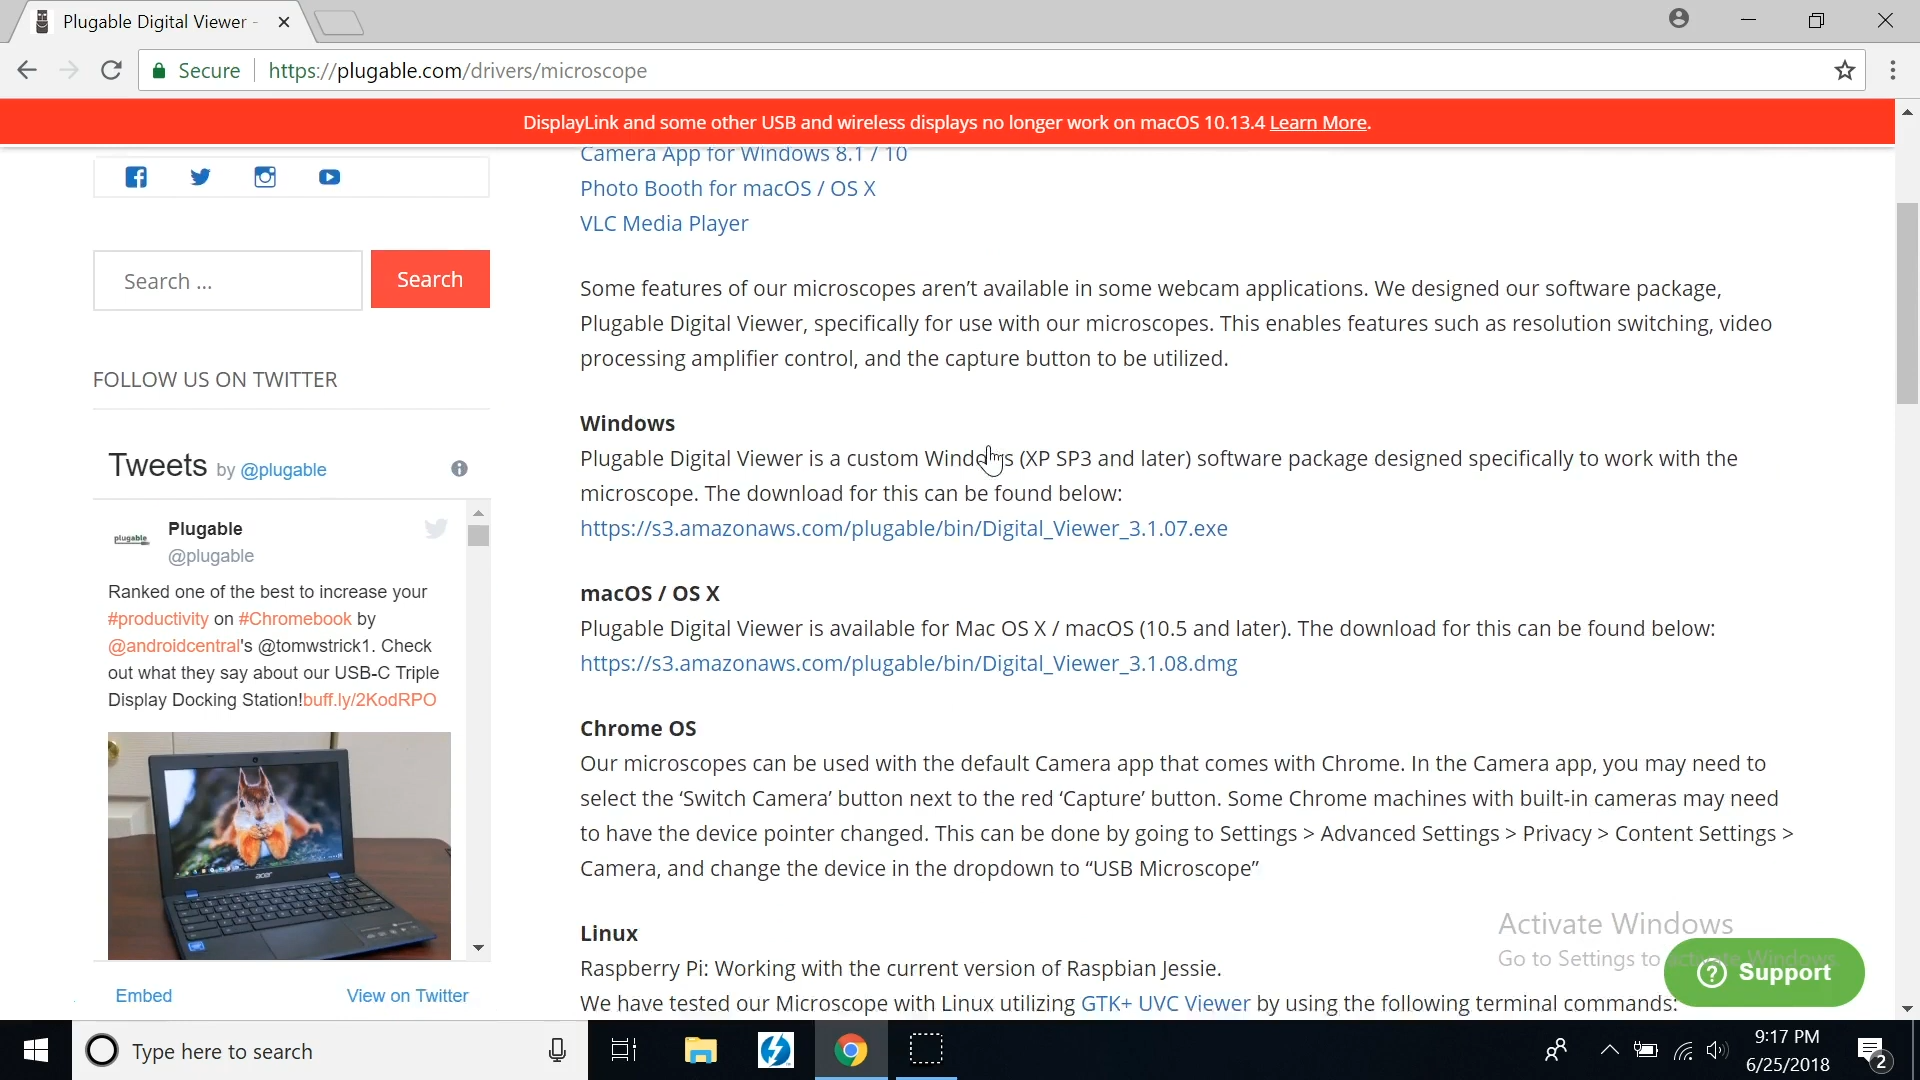 Plugable Digital Viewer -
Secure
https://plugable.com/drivers/microscope
DisplayLink and some other USB and wireless displays no longer work on macOS 10.13.4 Learn More.
Search ...
Search
FOLLOW US ON TWITTER
Tweets by @plugable
plugable
Plugable
@plugable
Ranked one of the best to increase your
#productivity on #Chromebook by
@androidcentral's @tomwstrick1. Check
out what they say about our USB-C Triple
Display Docking Station!buff.ly/2KodRPO
acer
Embed
View on Twitter
Camera App for Windows 8.1 / 10
Photo Booth for macOS / OS X
VLC Media Player
Some features of our microscopes aren’t available in some webcam applications. We designed our software package,
Plugable Digital Viewer, specifically for use with our microscopes. This enables features such as resolution switching, video
processing amplifier control, and the capture button to be utilized.
Windows
Plugable Digital Viewer is a custom Windows (XP SP3 and later) software package designed specifically to work with the
microscope. The download for this can be found below:
https://s3.amazonaws.com/plugable/bin/Digital_Viewer_3.1.07.exe
macOS / OS X
Plugable Digital Viewer is available for Mac OS X / macOS (10.5 and later). The download for this can be found below:
https://s3.amazonaws.com/plugable/bin/Digital_Viewer_3.1.08.dmg
Chrome OS
Our microscopes can be used with the default Camera app that comes with Chrome. In the Camera app, you may need to
select the ‘Switch Camera’ button next to the red ‘Capture’ button. Some Chrome machines with built-in cameras may need
to have the device pointer changed. This can be done by going to Settings > Advanced Settings > Privacy > Content Settings >
Camera, and change the device in the dropdown to “USB Microscope”
Linux
Raspberry Pi: Working with the current version of Raspbian Jessie.
We have tested our Microscope with Linux utilizing GTK+ UVC Viewer by using the following terminal commands:
Activate Windows
Go to Settings to activate Windows.
Support
Type here to search
9:17 PM
6/25/2018
2